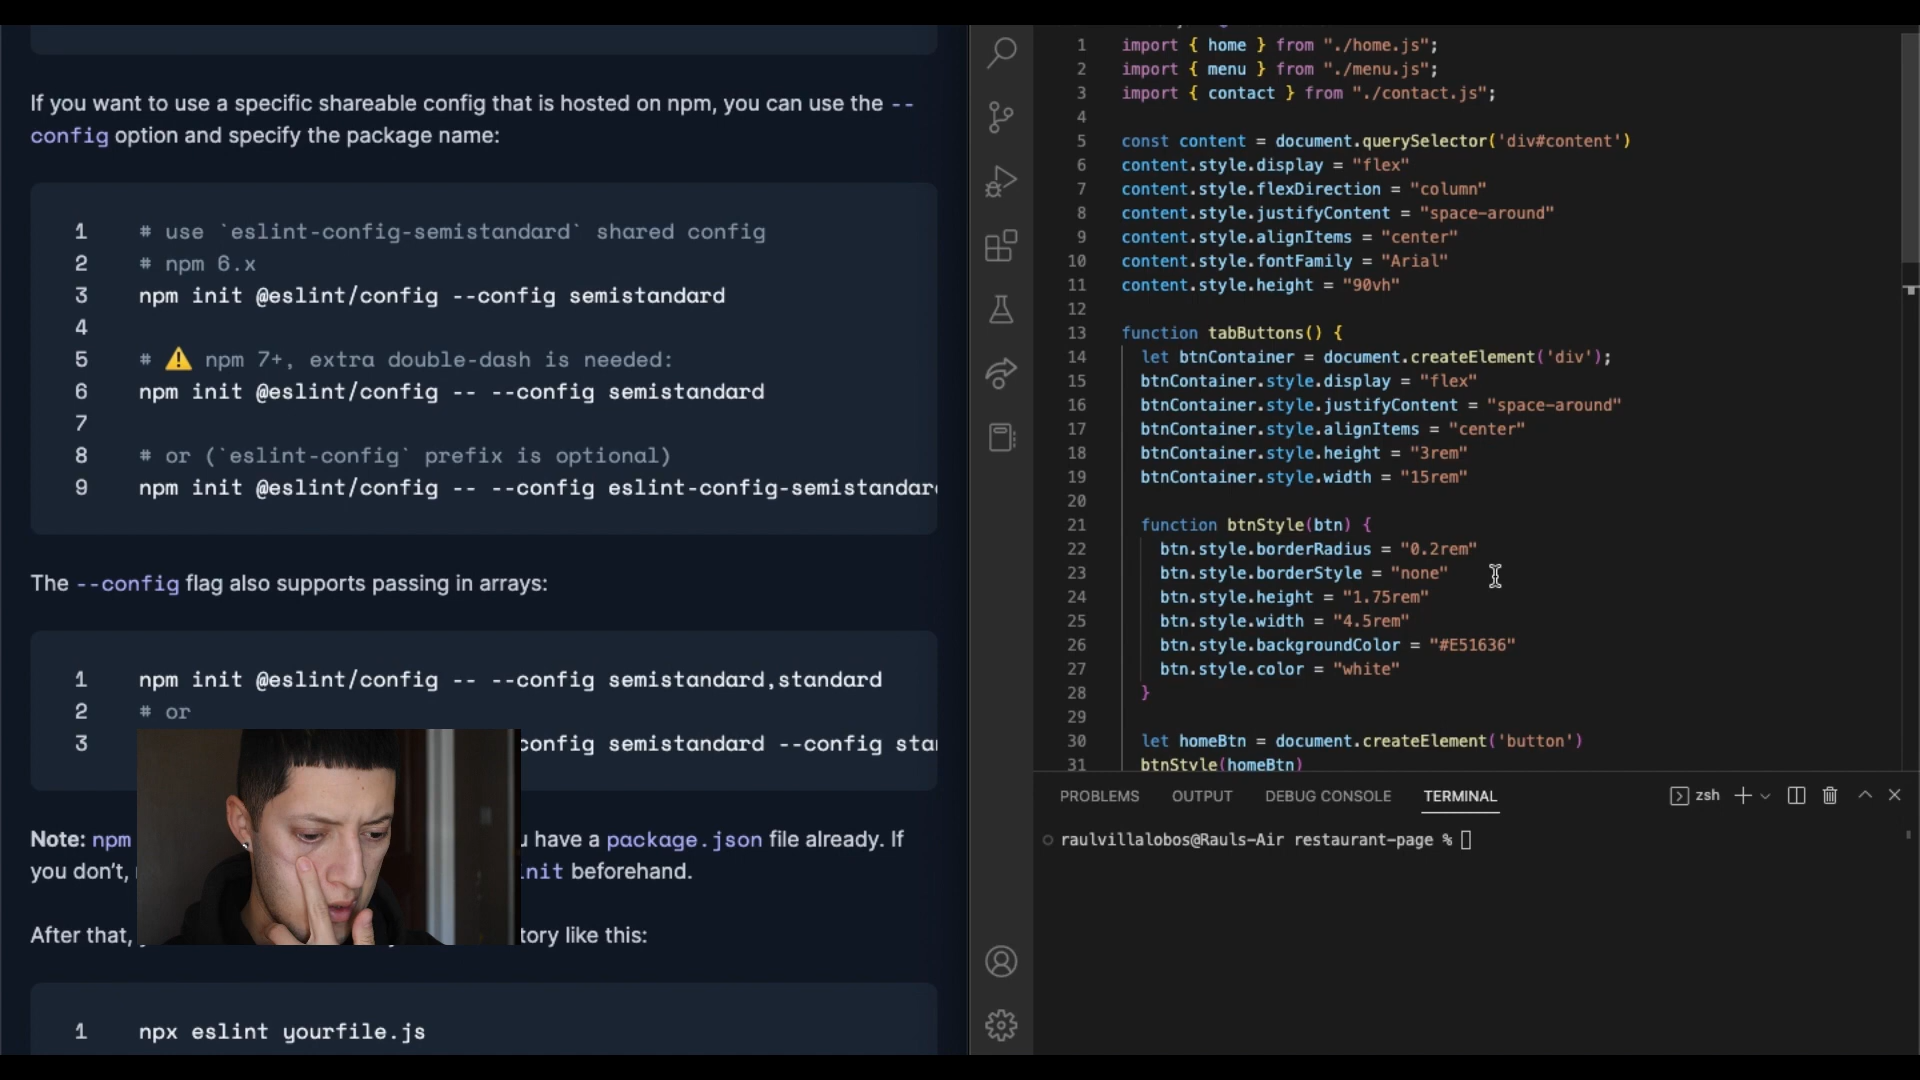 If you want to use a specific shareable config that is hosted on npm, you can use the --
config option and specify the package name:
1 # use `eslint-config-semistandard` shared config
2 # npm 6.x
3 npm init @eslint/config --config semistandard
4
5 # ⚠️ npm 7+, extra double-dash is needed:
6 npm init @eslint/config -- --config semistandard
7
8 # or (`eslint-config` prefix is optional)
9 npm init @eslint/config -- --config eslint-config-semistandar
The --config flag also supports passing in arrays:
1 npm init @eslint/config -- --config semistandard,standard
2 # or
3 config semistandard --config sta
Note: npm have a package.json file already. If
you don't, beforehand.
After that, like this:
1 npx eslint yourfile.js
1 import { home } from "./home.js";
2 import { menu } from "./menu.js";
3 import { contact } from "./contact.js";
4
5 const content = document.querySelector('div#content')
6 content.style.display = "flex"
7 content.style.flexDirection = "column"
8 content.style.justifyContent = "space-around"
9 content.style.alignItems = "center"
10 content.style.fontFamily = "Arial"
11 content.style.height = "90vh"
12
13 function tabButtons() {
14 let btnContainer = document.createElement('div');
15 btnContainer.style.display = "flex"
16 btnContainer.style.justifyContent = "space-around"
17 btnContainer.style.alignItems = "center"
18 btnContainer.style.height = "3rem"
19 btnContainer.style.width = "15rem"
20
21 function btnStyle(btn) {
22 btn.style.borderRadius = "0.2rem"
23 btn.style.borderStyle = "none"
24 btn.style.height = "1.75rem"
25 btn.style.width = "4.5rem"
26 btn.style.backgroundColor = "#E51636"
27 btn.style.color = "white"
28 }
29
30 let homeBtn = document.createElement('button')
31 btnStyle(homeBtn)
PROBLEMS OUTPUT DEBUG CONSOLE TERMINAL zsh
raulvillalobos@Rauls-Air restaurant-page %